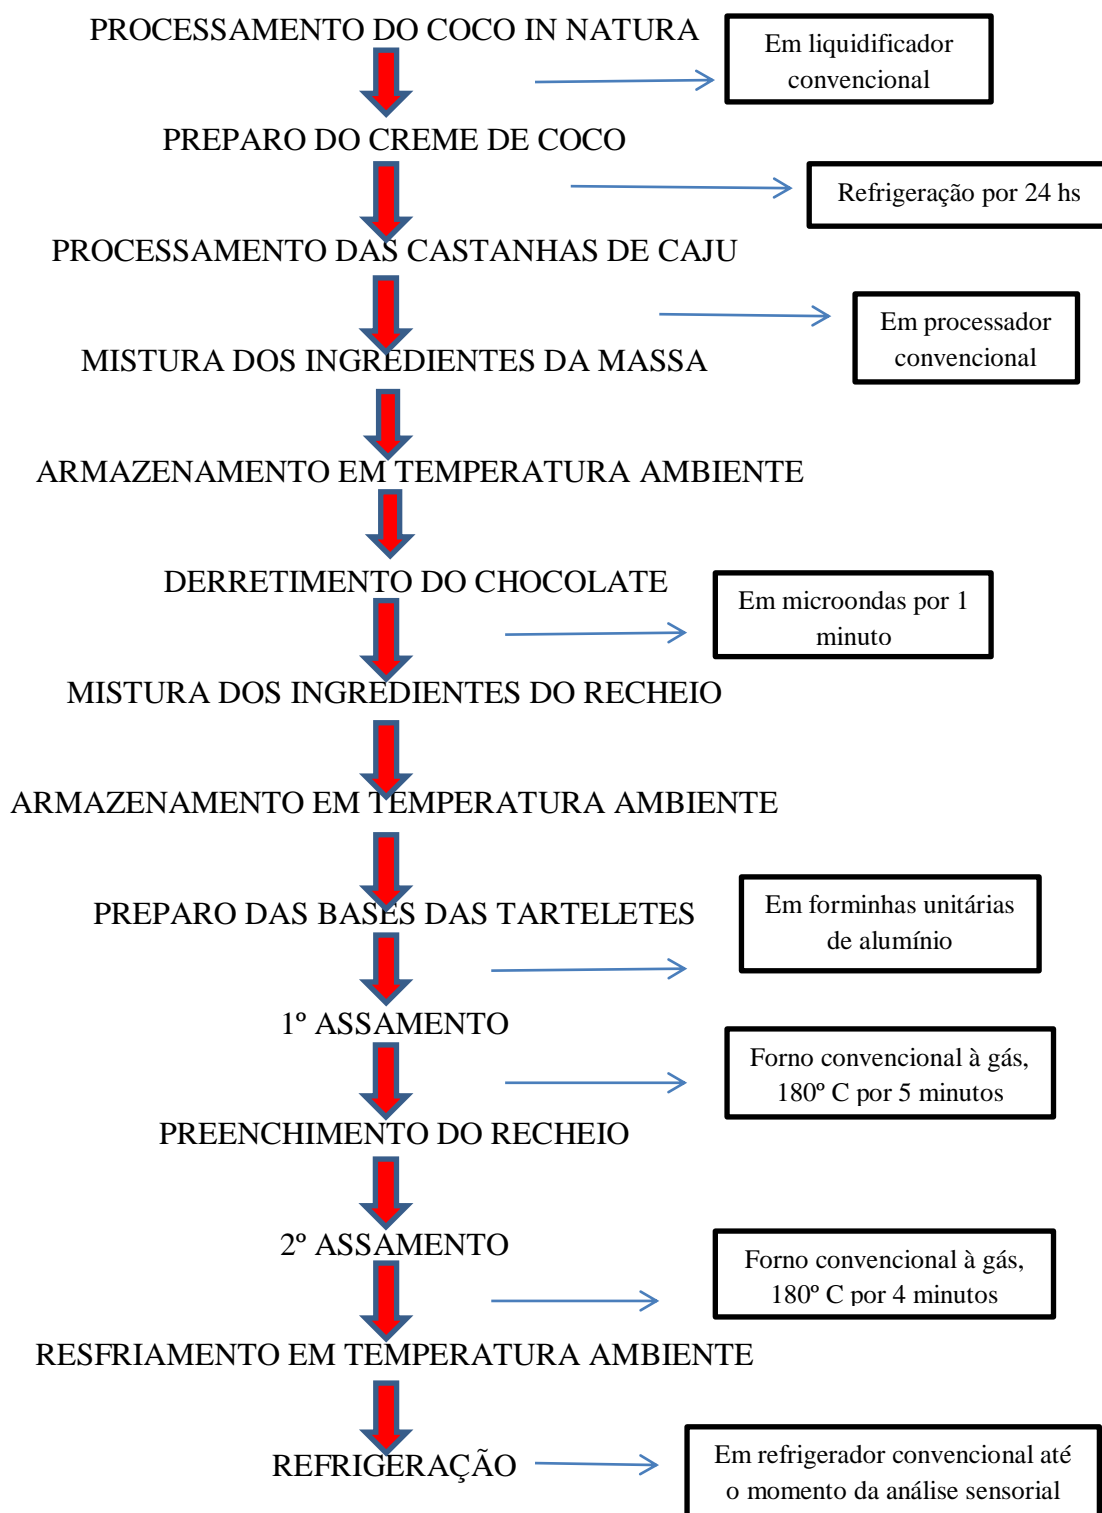 PROCESSAMENTO DO COCO IN NATURA
Em liquidificador
convencional
PREPARO DO CREME DE COCO
Refrigeração por 24 hs
PROCESSAMENTO DAS CASTANHAS DE CAJU
Em processador
convencional
MISTURA DOS INGREDIENTES DA MASSA
ARMAZENAMENTO EM TEMPERATURA AMBIENTE
DERRETIMENTO DO CHOCOLATE
Em microondas por 1
minuto
MISTURA DOS INGREDIENTES DO RECHEIO
ARMAZENAMENTO EM TEMPERATURA AMBIENTE
PREPARO DAS BASES DAS TARTELETES
Em forminhas unitárias
de alumínio
1º ASSAMENTO
Forno convencional à gás,
180º C por 5 minutos
PREENCHIMENTO DO RECHEIO
2º ASSAMENTO
Forno convencional à gás,
180º C por 4 minutos
RESFRIAMENTO EM TEMPERATURA AMBIENTE
REFRIGERAÇÃO
Em refrigerador convencional até
o momento da análise sensorial